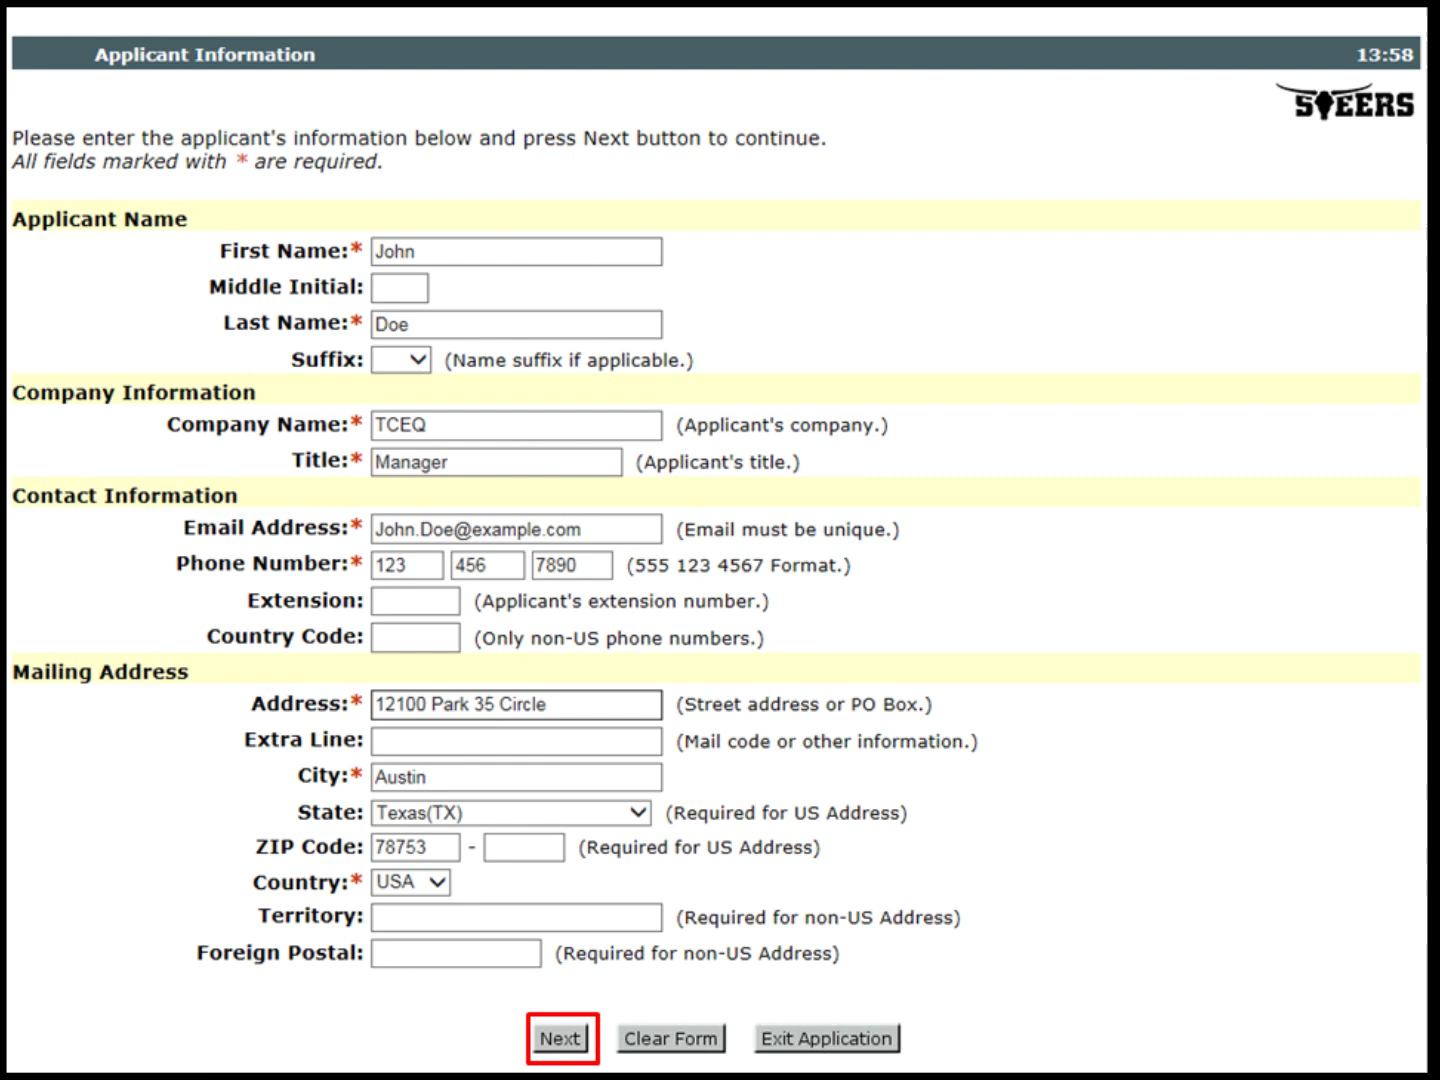 Applicant Information 13:58
STEERS
Please enter the applicant's information below and press Next button to continue.
All fields marked with * are required.
Applicant Name
First Name:* John
Middle Initial:
Last Name:* Doe
Suffix: (Name suffix if applicable.)
Company Information
Company Name:* TCEQ (Applicant's company.)
Title:* Manager (Applicant's title.)
Contact Information
Email Address:* John.Doe@example.com (Email must be unique.)
Phone Number:* 123 456 7890 (555 123 4567 Format.)
Extension: (Applicant's extension number.)
Country Code: (Only non-US phone numbers.)
Mailing Address
Address:* 12100 Park 35 Circle (Street address or PO Box.)
Extra Line: (Mail code or other information.)
City:* Austin
State: Texas(TX) (Required for US Address)
ZIP Code: 78753 - (Required for US Address)
Country:* USA
Territory: (Required for non-US Address)
Foreign Postal: (Required for non-US Address)
Next Clear Form Exit Application